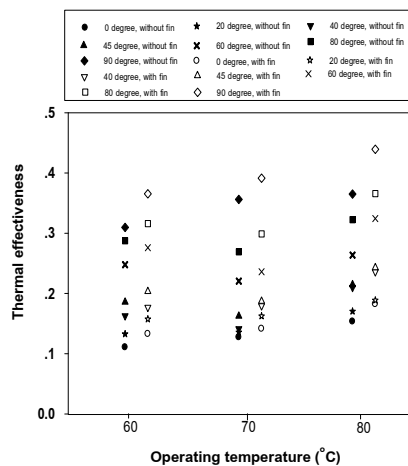 0 degree, without fin 20 degree, without fin 40 degree, without fin
45 degree, without fin 60 degree, without fin 80 degree, without fin
90 degree, without fin 0 degree, with fin 20 degree, with fin
40 degree, with fin 45 degree, with fin 60 degree, with fin
80 degree, with fin 90 degree, with fin
Thermal effectiveness
.5
.4
.3
.2
.1
0.0
60 70 80
Operating temperature (°C)